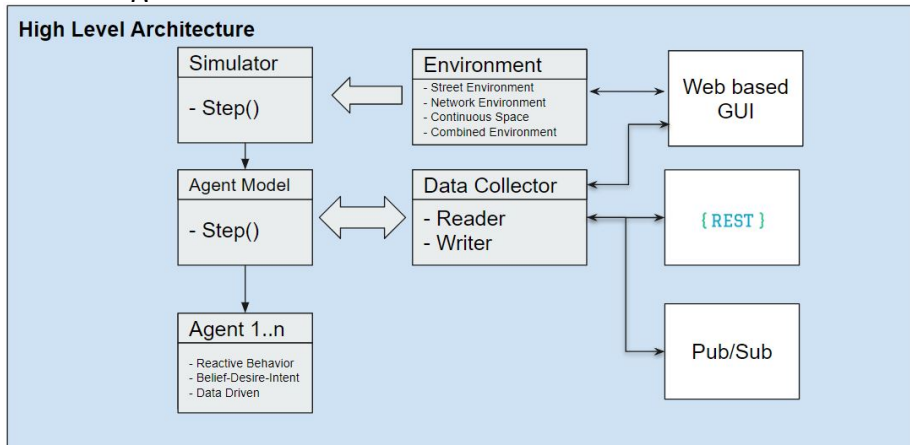 High Level Architecture
Simulator
- Step()
Environment
- Street Environment
- Network Environment
- Continuous Space
- Combined Environment
Web based
GUI
Agent Model
- Step()
Data Collector
- Reader
- Writer
{ REST }
Agent 1..n
- Reactive Behavior
- Belief-Desire-Intent
- Data Driven
Pub/Sub